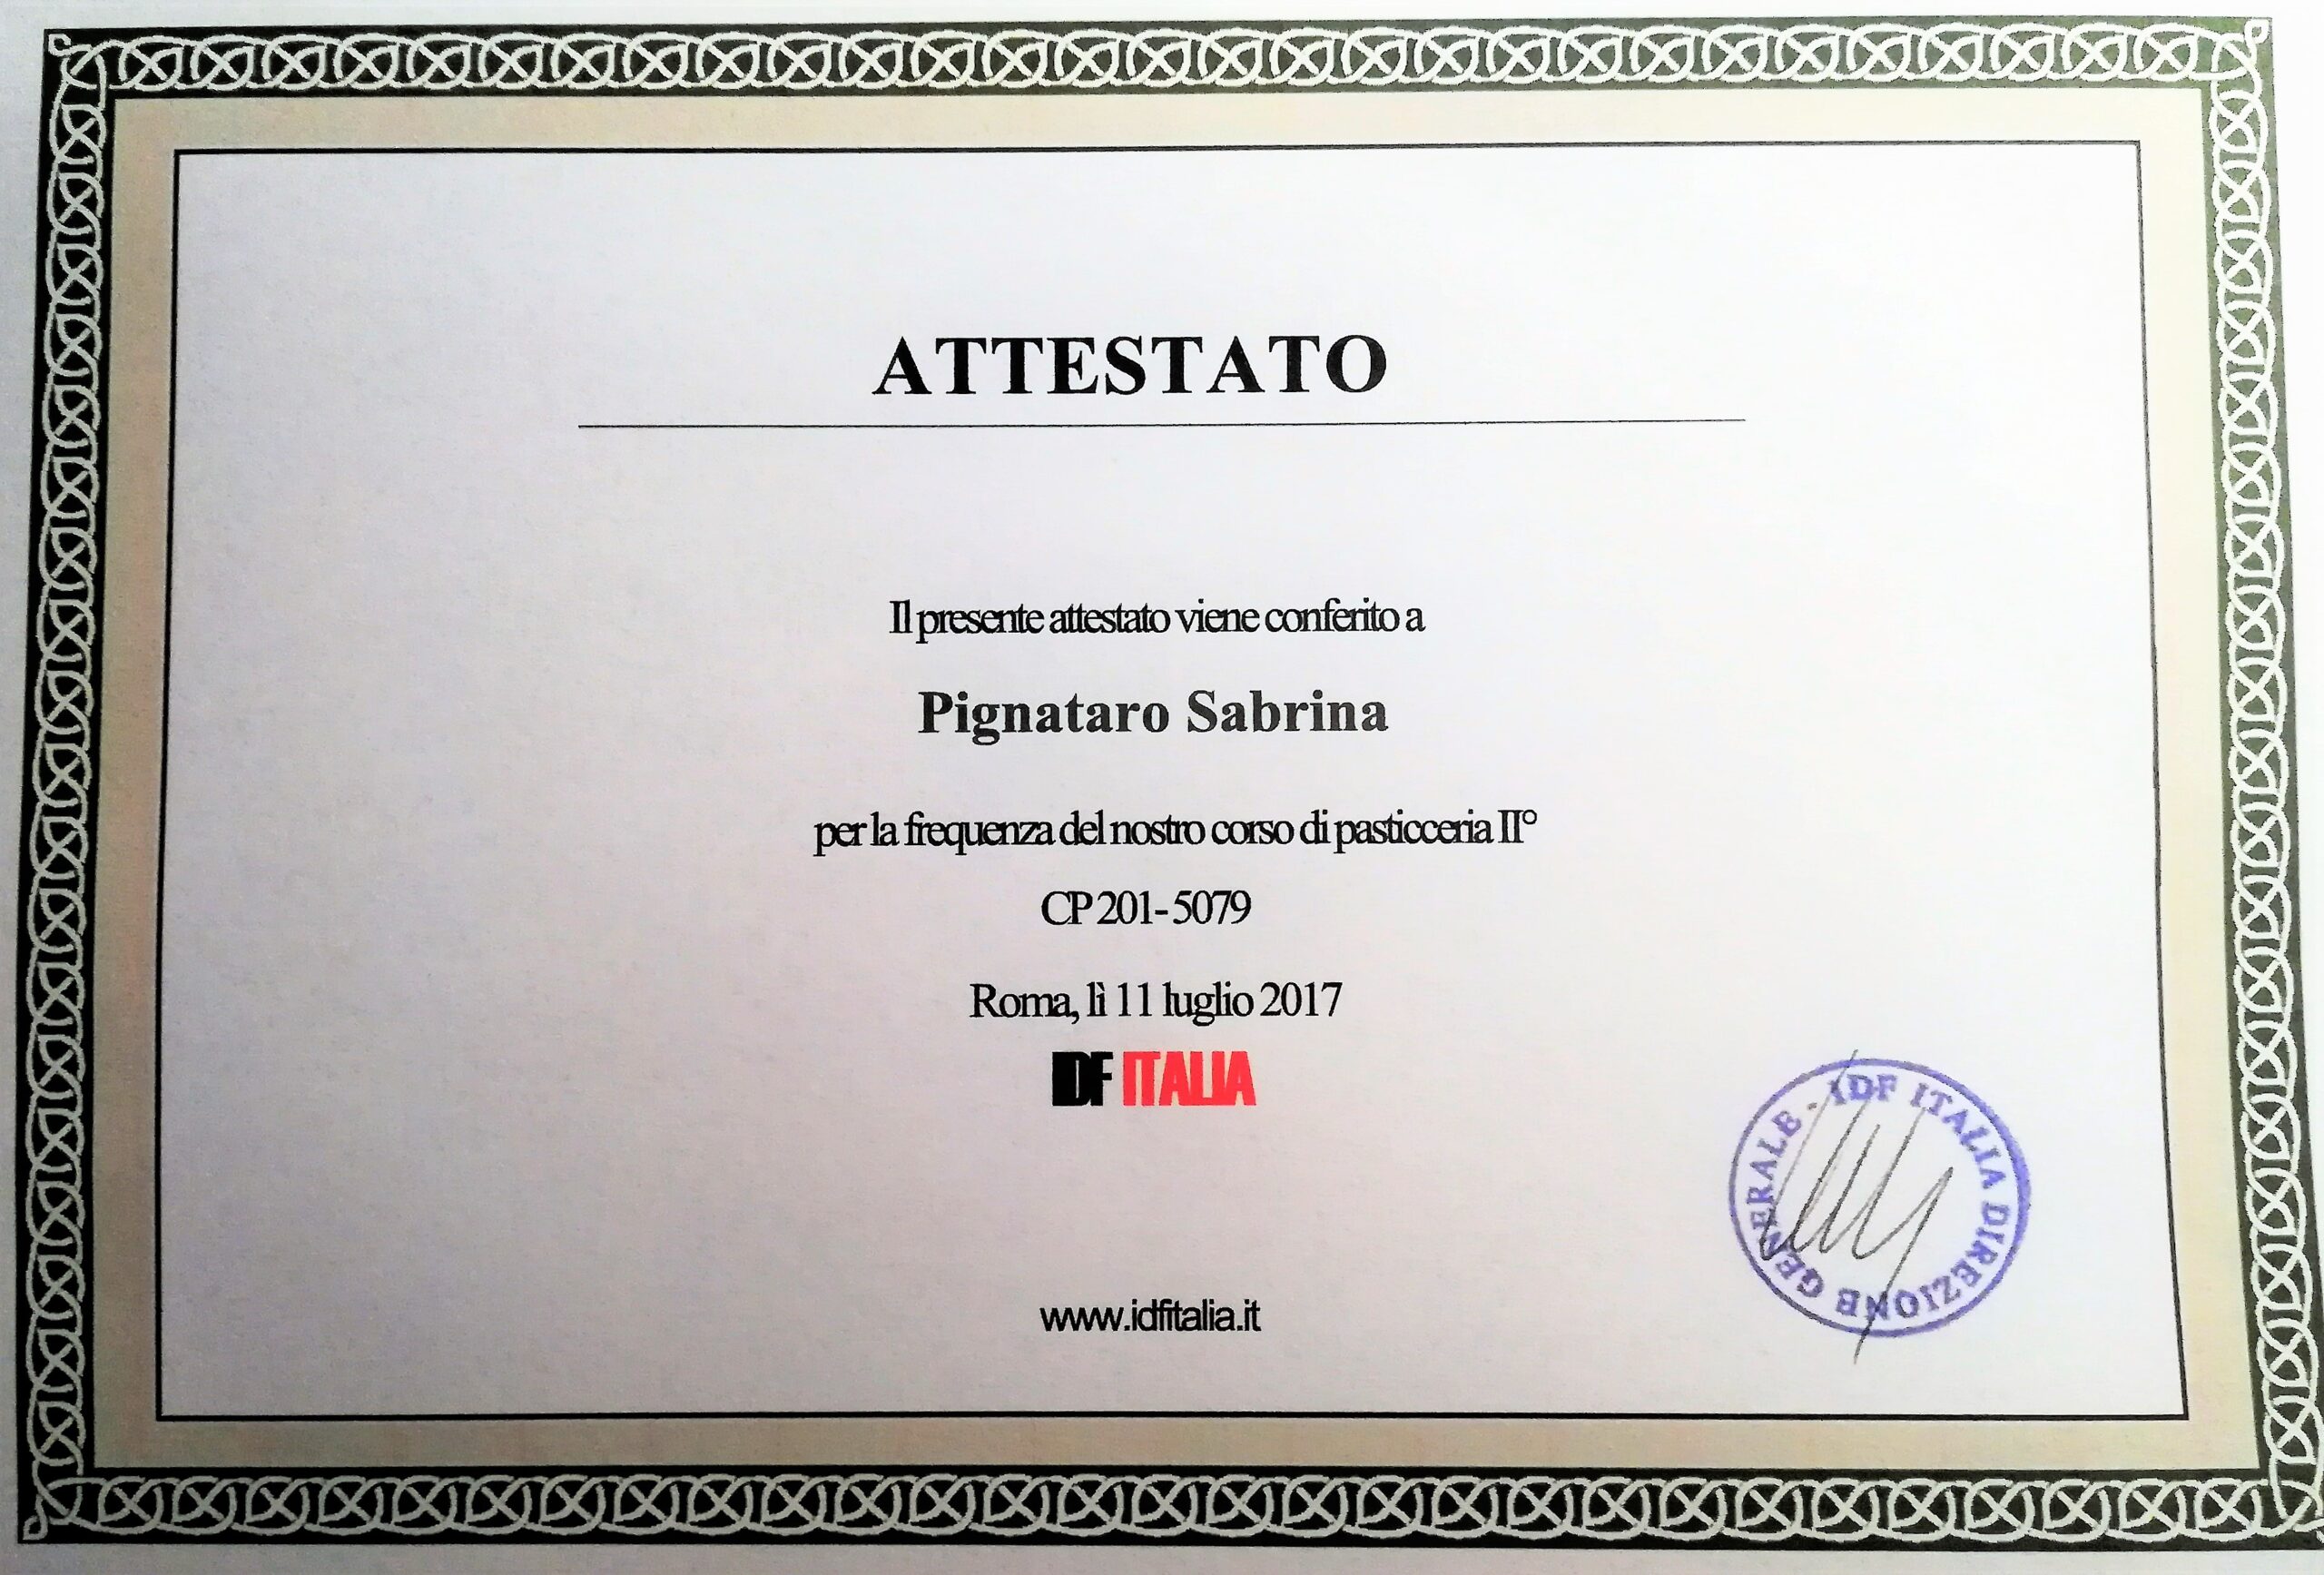 ATTESTATO
Il presente attestato viene conferito a
Pignataro Sabrina
per la frequenza del nostro corso di pasticceria II°
CP 201-5079
Roma, lì 11 luglio 2017
IDF ITALIA
IDF ITALIA DIREZIONE GENERALE -
www.idfitalia.it